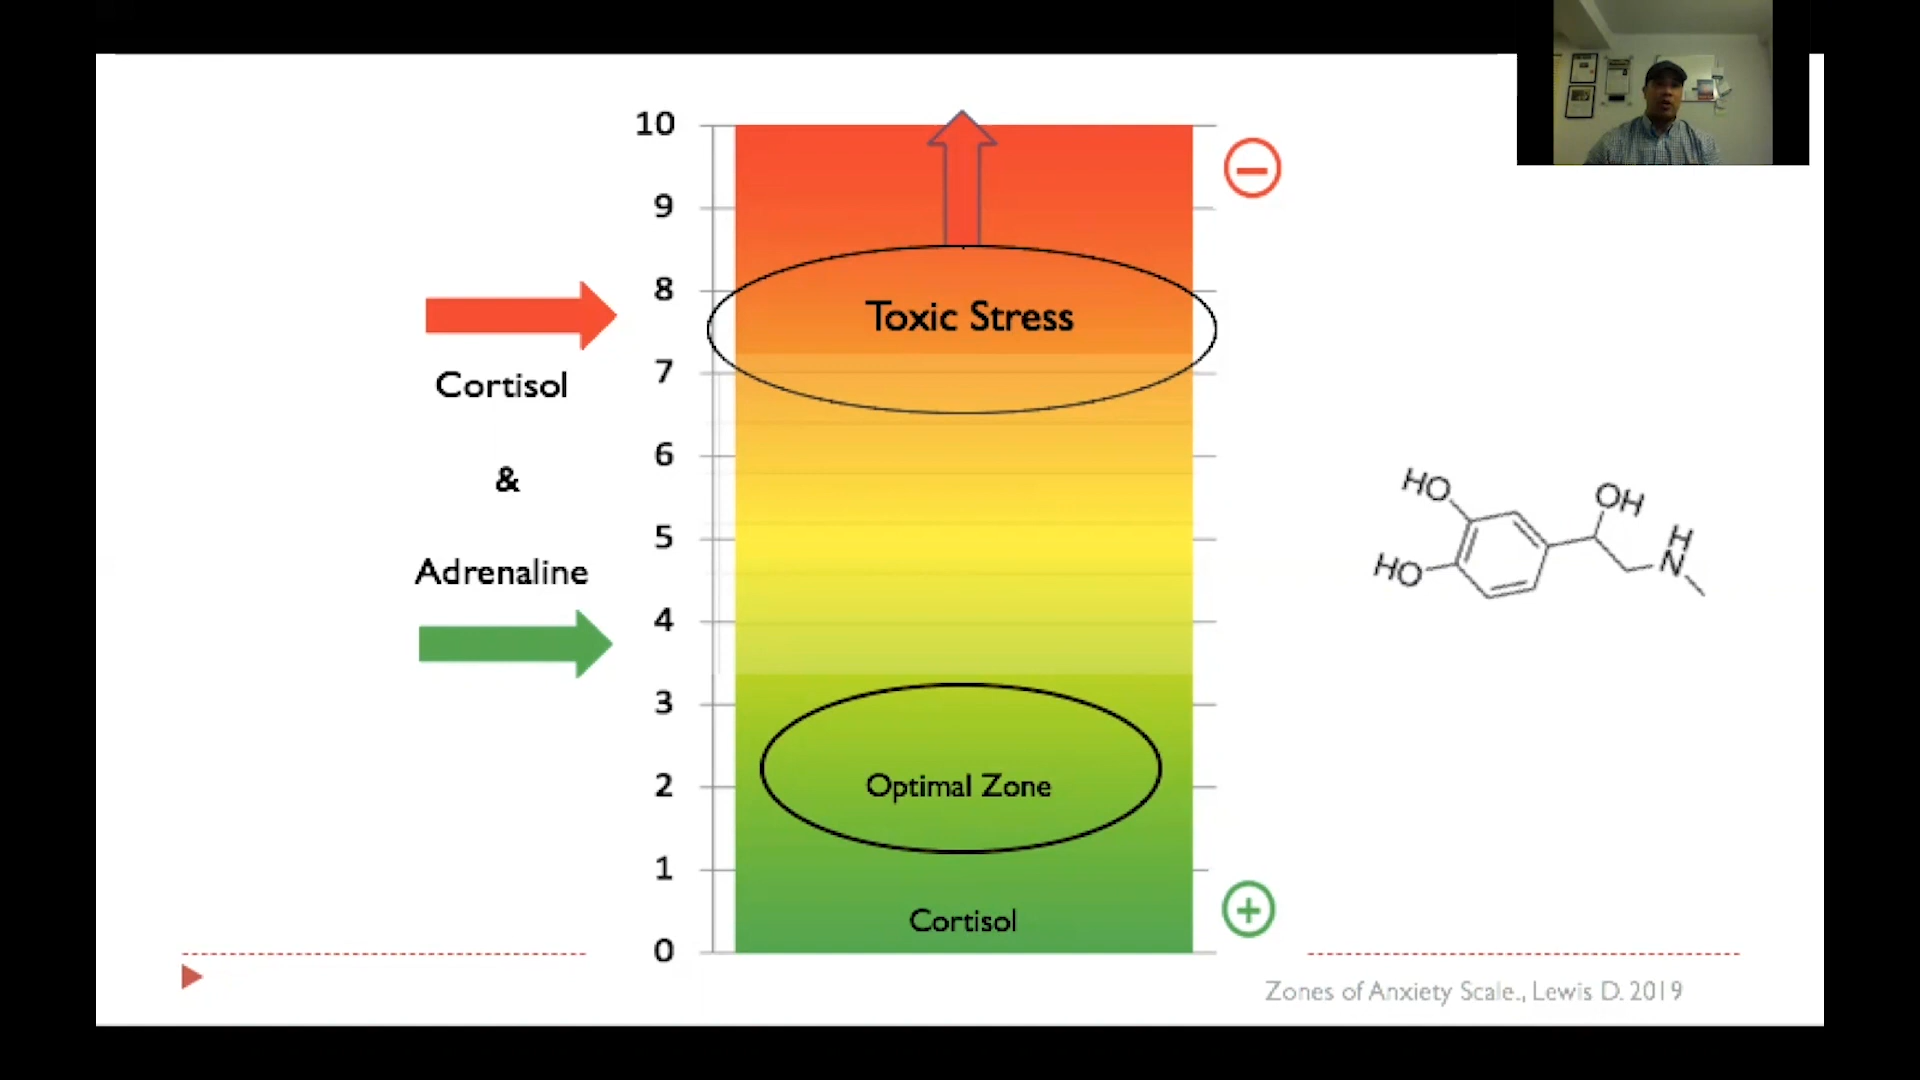 10
9
8
7
6
5
4
3
2
1
0
Toxic Stress
Optimal Zone
Cortisol
Cortisol
&
Adrenaline
HO
HO
OH
H
N
Zones of Anxiety Scale., Lewis D. 2019